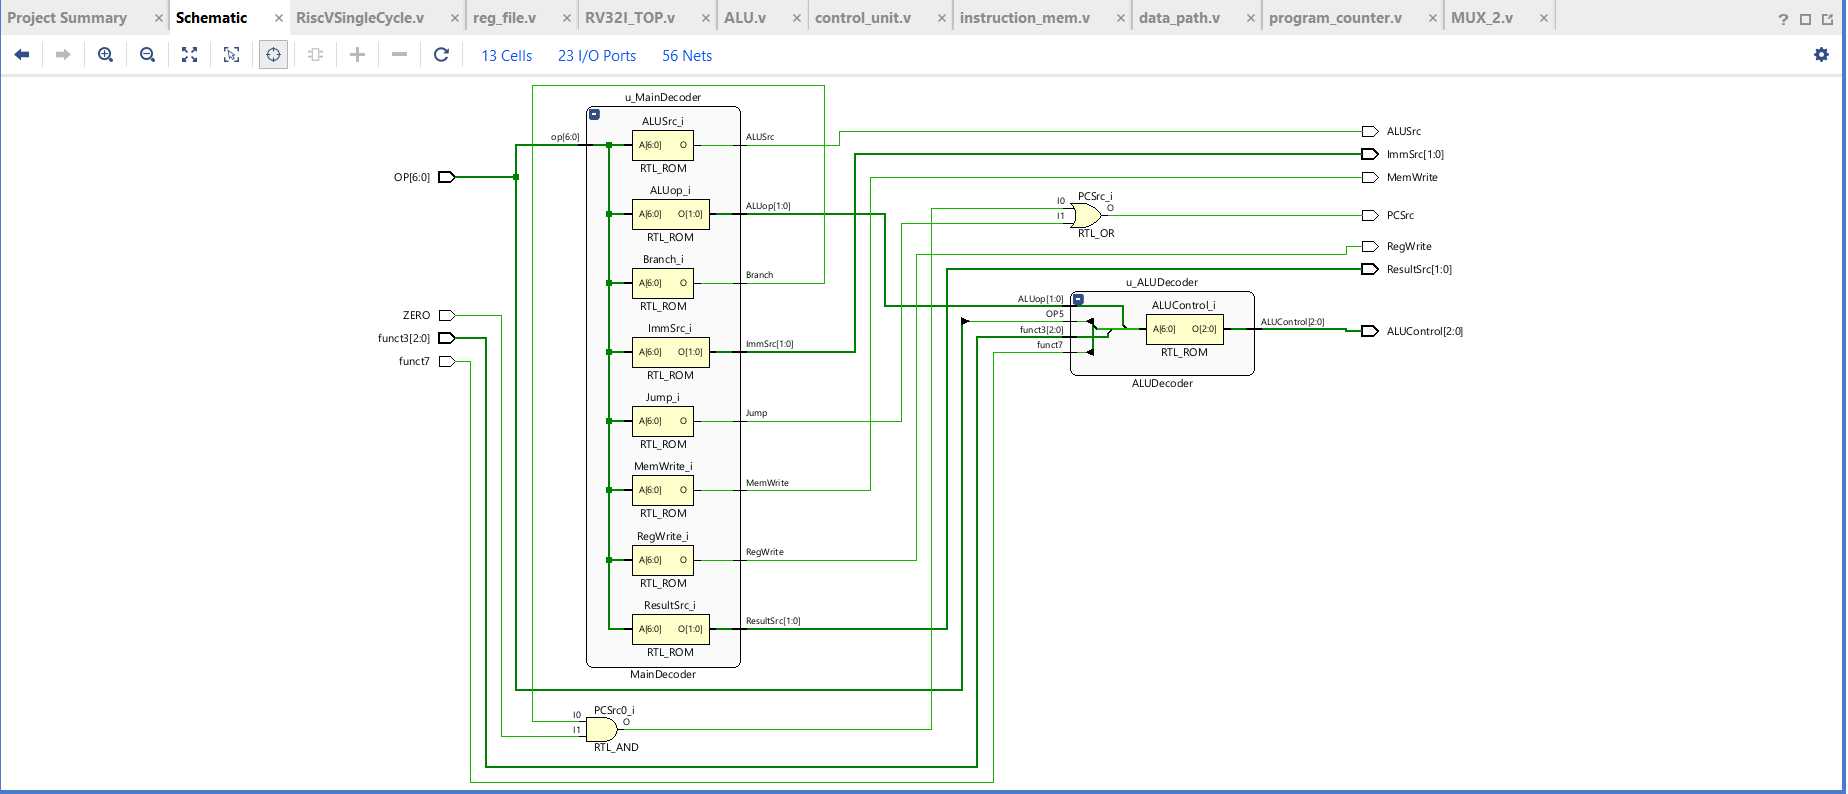 Project Summary × Schematic × RiscVSingleCycle.v × reg_file.v × RV32I_TOP.v × ALU.v × control_unit.v × instruction_mem.v × data_path.v × program_counter.v × MUX_2.v × ?
13 Cells 23 I/O Ports 56 Nets
u_MainDecoder
op[6:0]
ALUSrc_i
A[6:0] O
RTL_ROM
ALUSrc
ALUop_i
A[6:0] O[1:0]
RTL_ROM
ALUop[1:0]
Branch_i
A[6:0] O
RTL_ROM
Branch
ImmSrc_i
A[6:0] O[1:0]
RTL_ROM
ImmSrc[1:0]
Jump_i
A[6:0] O
RTL_ROM
Jump
MemWrite_i
A[6:0] O
RTL_ROM
MemWrite
RegWrite_i
A[6:0] O
RTL_ROM
RegWrite
ResultSrc_i
A[6:0] O[1:0]
RTL_ROM
ResultSrc[1:0]
MainDecoder
OP[6:0]
ZERO
funct3[2:0]
funct7
PCSrc0_i
I0
I1
O
RTL_AND
PCSrc_i
I0
I1
O
RTL_OR
u_ALUDecoder
ALUop[1:0]
OP5
funct3[2:0]
funct7
ALUControl_i
A[6:0] O[2:0]
RTL_ROM
ALUControl[2:0]
ALUDecoder
ALUSrc
ImmSrc[1:0]
MemWrite
PCSrc
RegWrite
ResultSrc[1:0]
ALUControl[2:0]